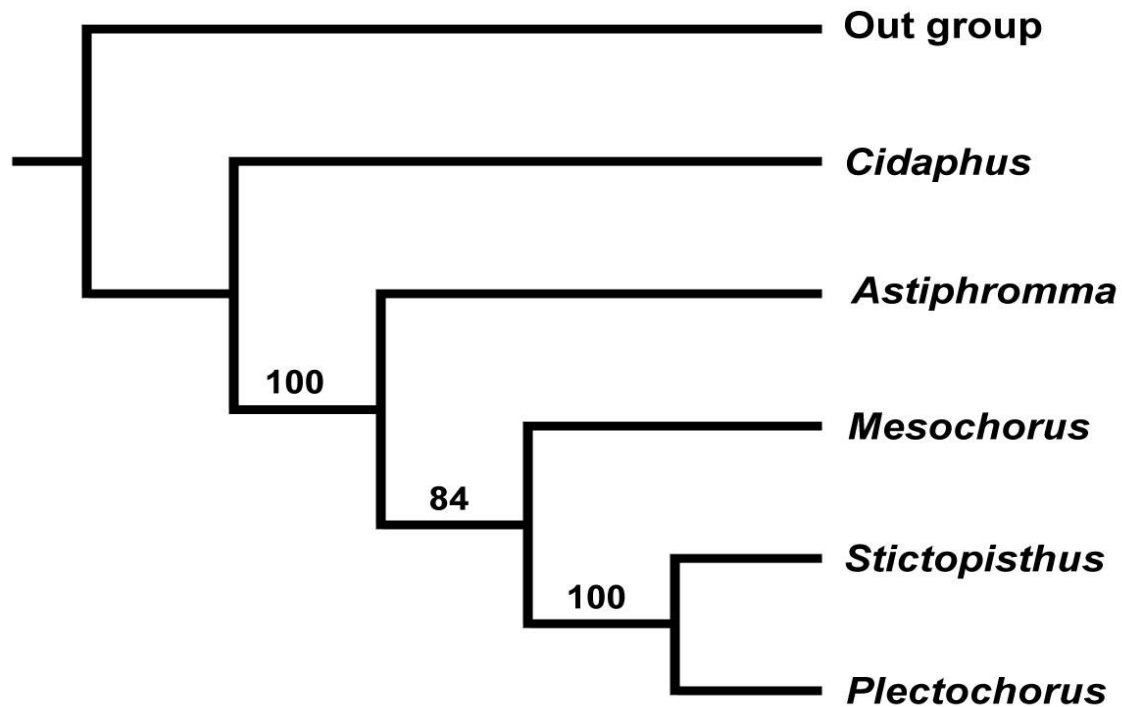 Out group
Cidaphus
Astiphromma
100
Mesochorus
84
Stictopisthus
100
Plectochorus